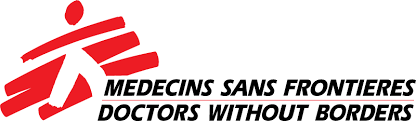 MEDECINS SANS FRONTIERES
DOCTORS WITHOUT BORDERS